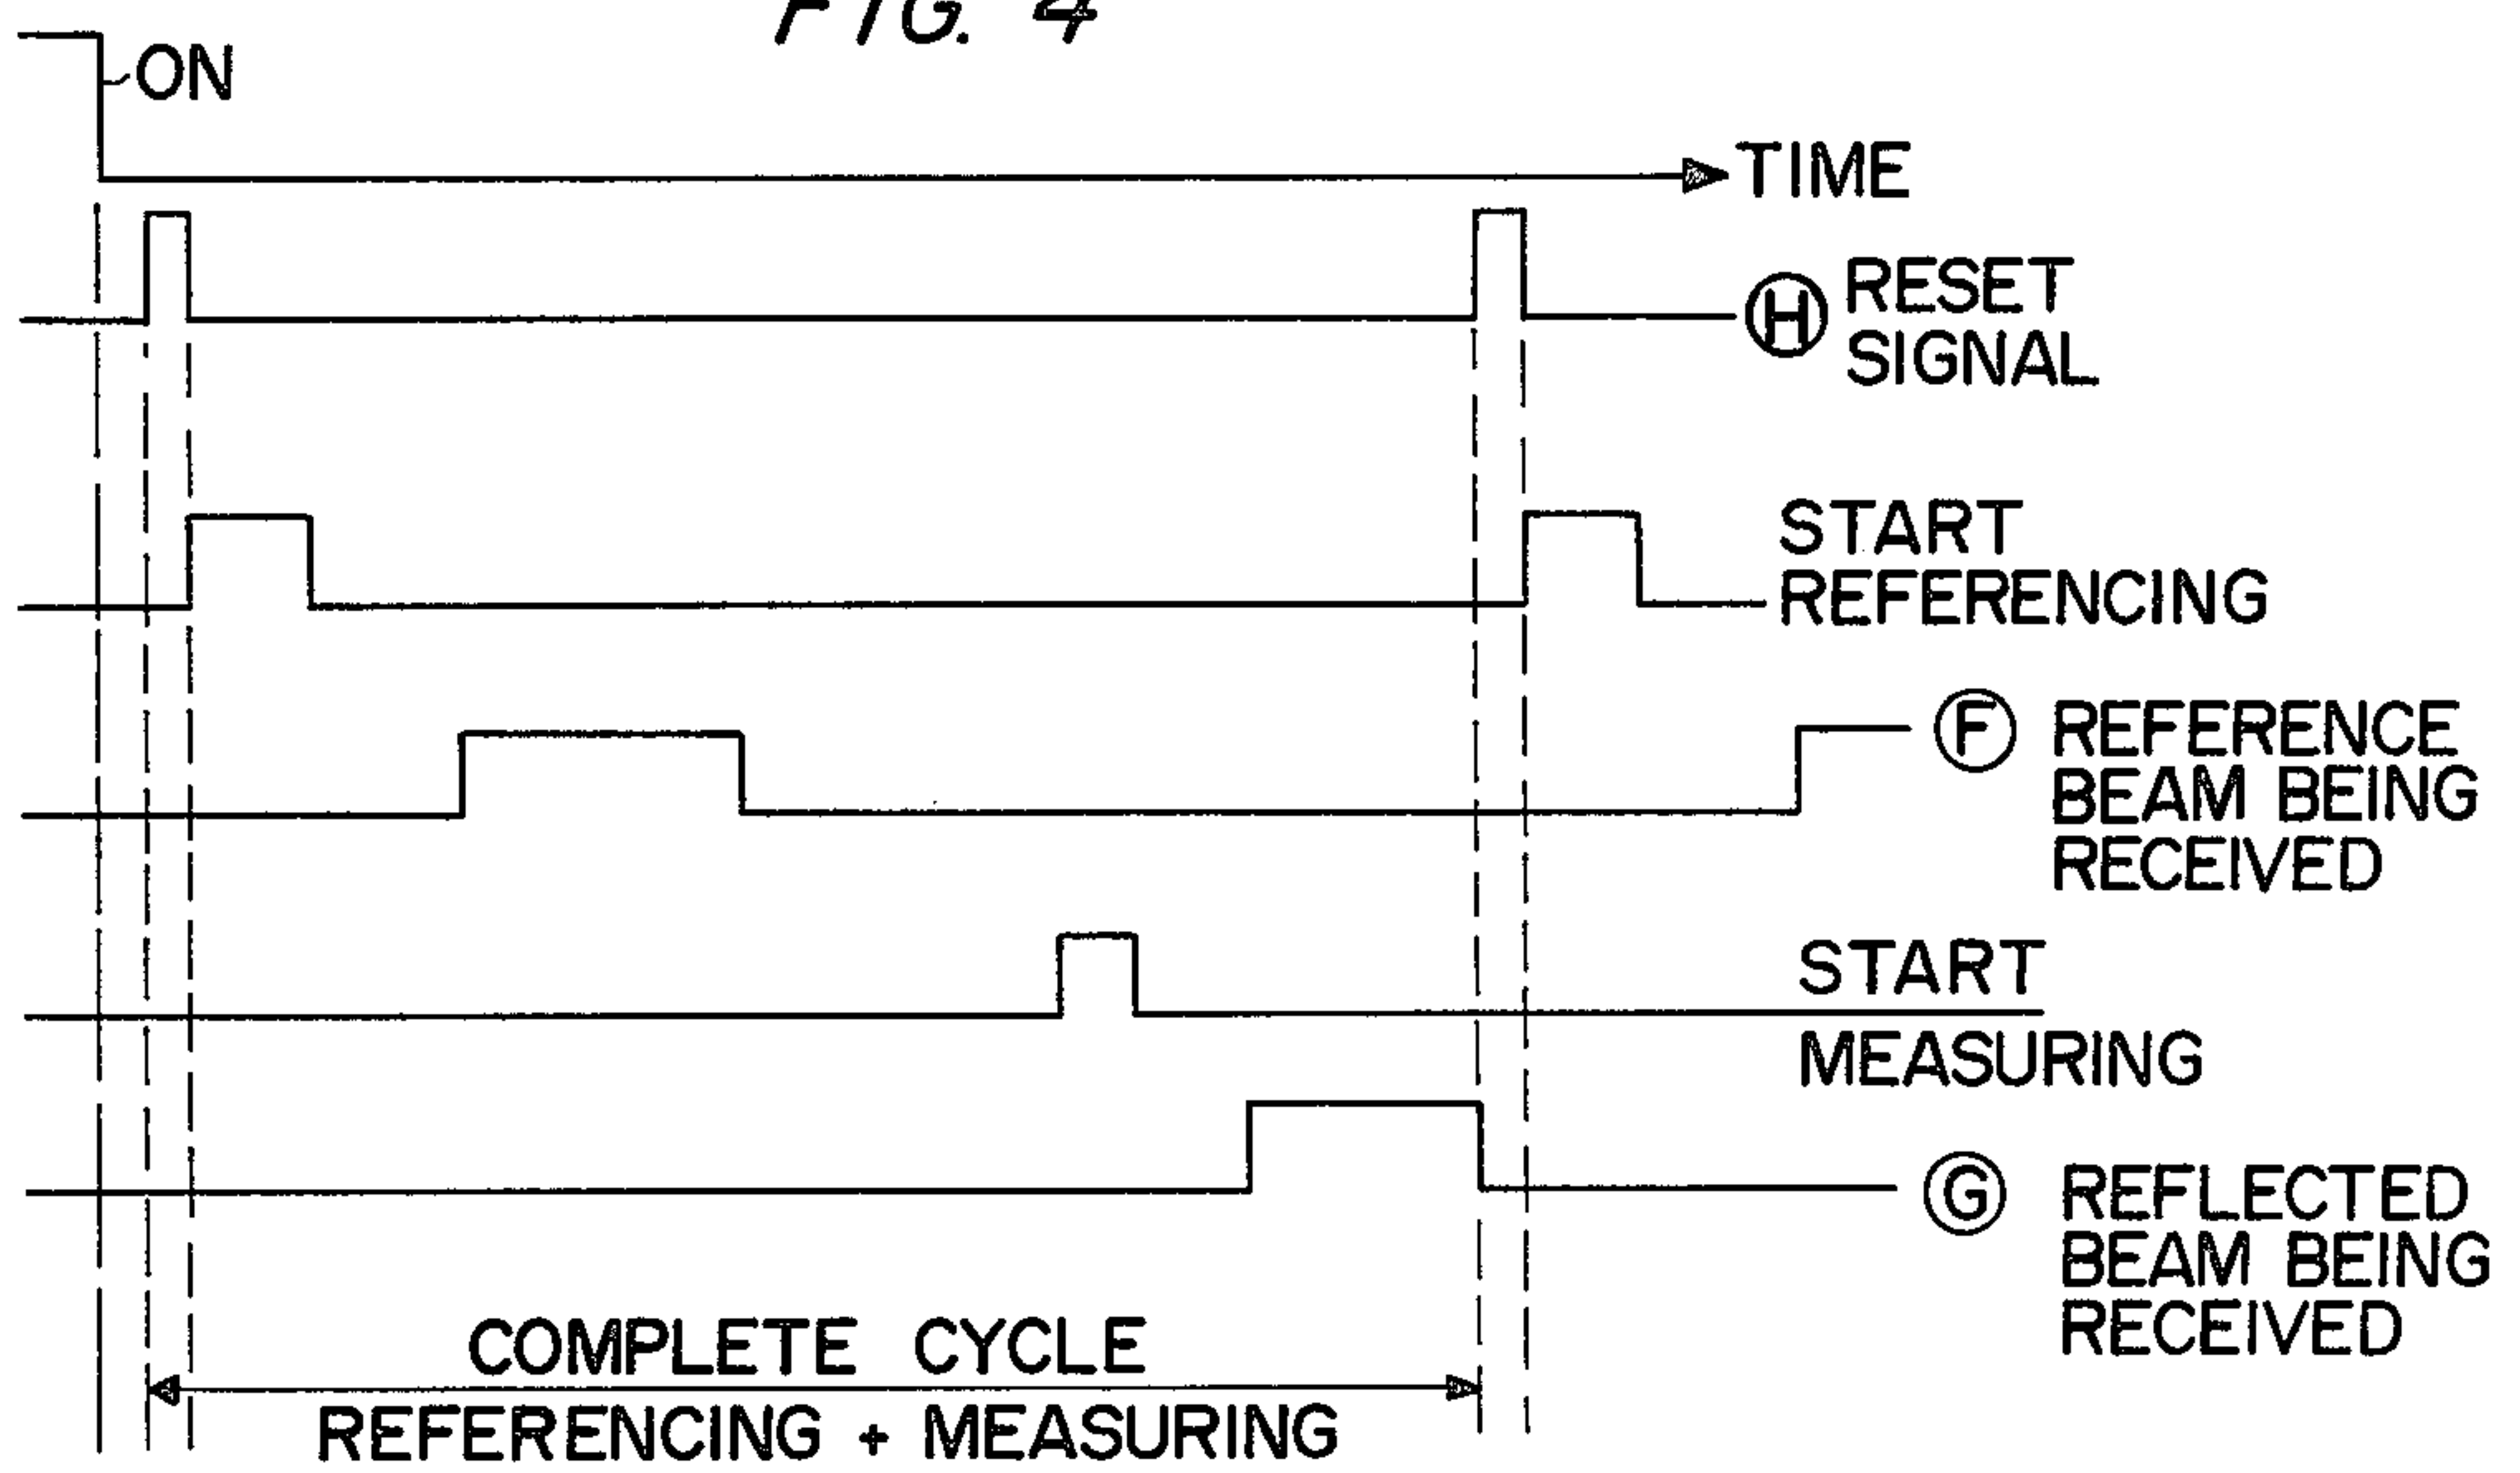 FIG. 4
ON
TIME
H RESET
SIGNAL
START
REFERENCING
F REFERENCE
BEAM BEING
RECEIVED
START
MEASURING
G REFLECTED
BEAM BEING
RECEIVED
COMPLETE CYCLE
REFERENCING + MEASURING